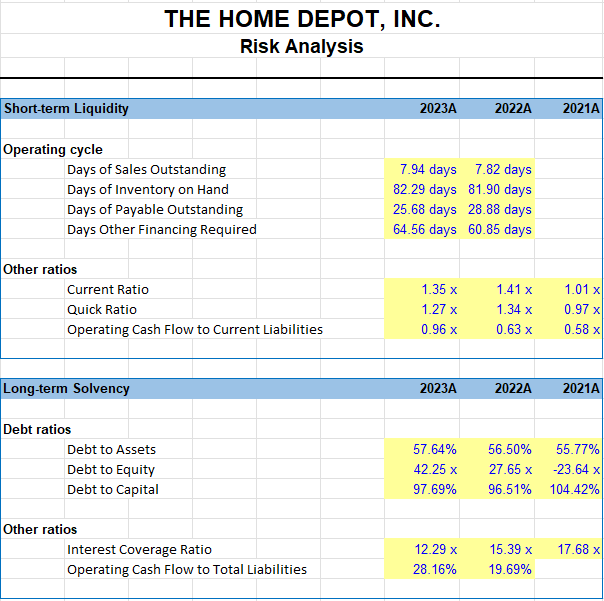 THE HOME DEPOT, INC.
Risk Analysis
Short-term Liquidity 2023A 2022A 2021A
Operating cycle
Days of Sales Outstanding 7.94 days 7.82 days
Days of Inventory on Hand 82.29 days 81.90 days
Days of Payable Outstanding 25.68 days 28.88 days
Days Other Financing Required 64.56 days 60.85 days
Other ratios
Current Ratio 1.35 x 1.41 x 1.01 x
Quick Ratio 1.27 x 1.34 x 0.97 x
Operating Cash Flow to Current Liabilities 0.96 x 0.63 x 0.58 x
Long-term Solvency 2023A 2022A 2021A
Debt ratios
Debt to Assets 57.64% 56.50% 55.77%
Debt to Equity 42.25 x 27.65 x -23.64 x
Debt to Capital 97.69% 96.51% 104.42%
Other ratios
Interest Coverage Ratio 12.29 x 15.39 x 17.68 x
Operating Cash Flow to Total Liabilities 28.16% 19.69%